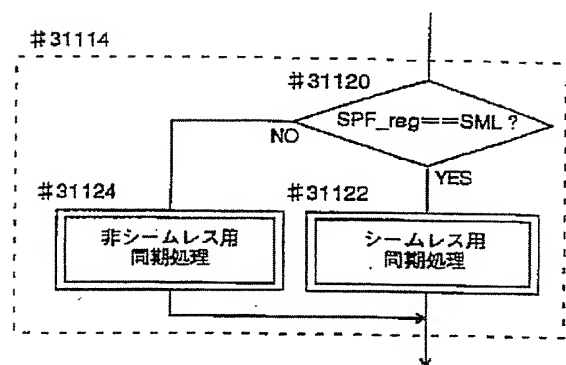 #31114
#31120
SPF_reg==SML?
NO
YES
#31124
#31122
非シームレス用
同期処理
シームレス用
同期処理